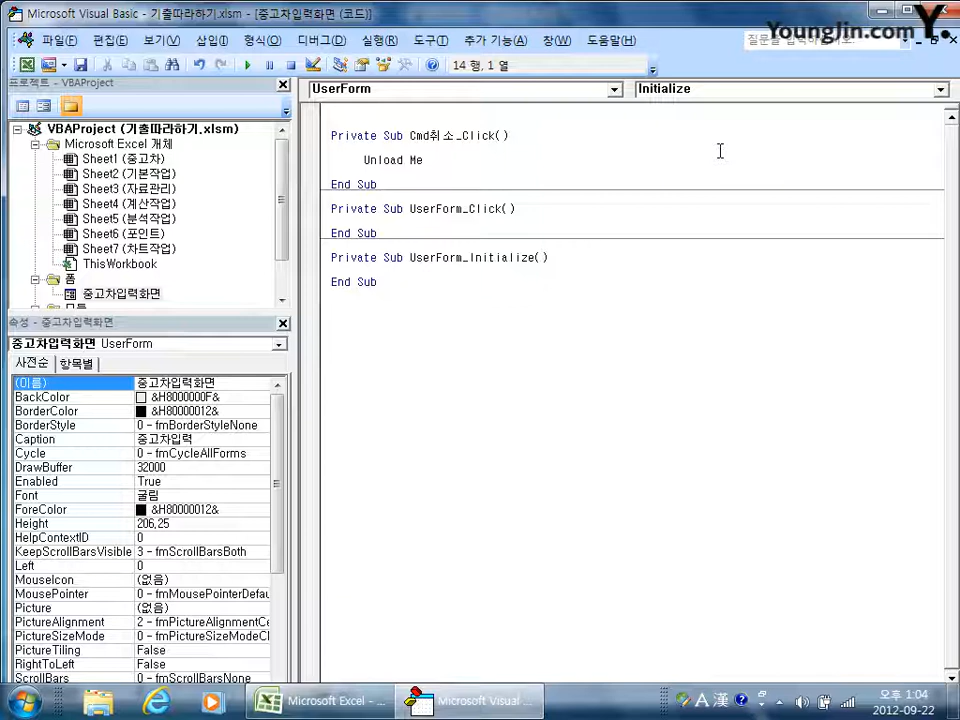 Microsoft Visual Basic - 기출따라하기.xlsm - [중고차입력화면 (코드)]
Youngjin.com Y.
파일(F) 편집(E) 보기(V) 삽입(I) 형식(O) 디버그(D) 실행(R) 도구(T) 추가 기능(A) 창(W) 도움말(H)
14 행, 1 열
프로젝트 - VBAProject
UserForm
Initialize
VBAProject (기출따라하기.xlsm)
Microsoft Excel 개체
Sheet1 (중고차)
Sheet2 (기본작업)
Sheet3 (자료관리)
Sheet4 (계산작업)
Sheet5 (분석작업)
Sheet6 (포인트)
Sheet7 (차트작업)
ThisWorkbook
폼
중고차입력화면
Private Sub Cmd취소_Click()
Unload Me
End Sub
Private Sub UserForm_Click()
End Sub
Private Sub UserForm_Initialize()
End Sub
속성 - 중고차입력화면
중고차입력화면 UserForm
사전순 항목별
(이름) 중고차입력화면
BackColor &H8000000F&
BorderColor &H80000012&
BorderStyle 0 - fmBorderStyleNone
Caption 중고차입력
Cycle 0 - fmCycleAllForms
DrawBuffer 32000
Enabled True
Font 굴림
ForeColor &H80000012&
Height 206,25
HelpContextID 0
KeepScrollBarsVisible 3 - fmScrollBarsBoth
Left 0
MouseIcon (없음)
MousePointer 0 - fmMousePointerDefau
Picture (없음)
PictureAlignment 2 - fmPictureAlignmentCe
PictureSizeMode 0 - fmPictureSizeModeCl
PictureTiling False
RightToLeft False
ScrollBars 0 - fmScrollBarsNone
Microsoft Excel - ...
Microsoft Visual ...
A 漢
오후 1:04
2012-09-22